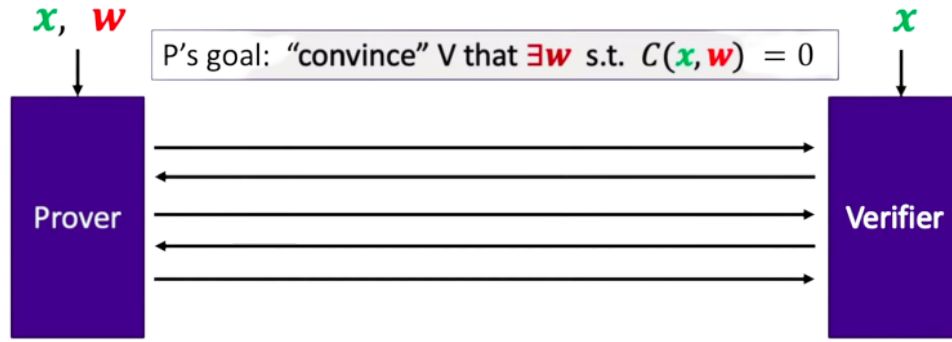 x, w
x
P's goal: "convince" V that ∃w s.t. C(x, w) = 0
Prover
Verifier